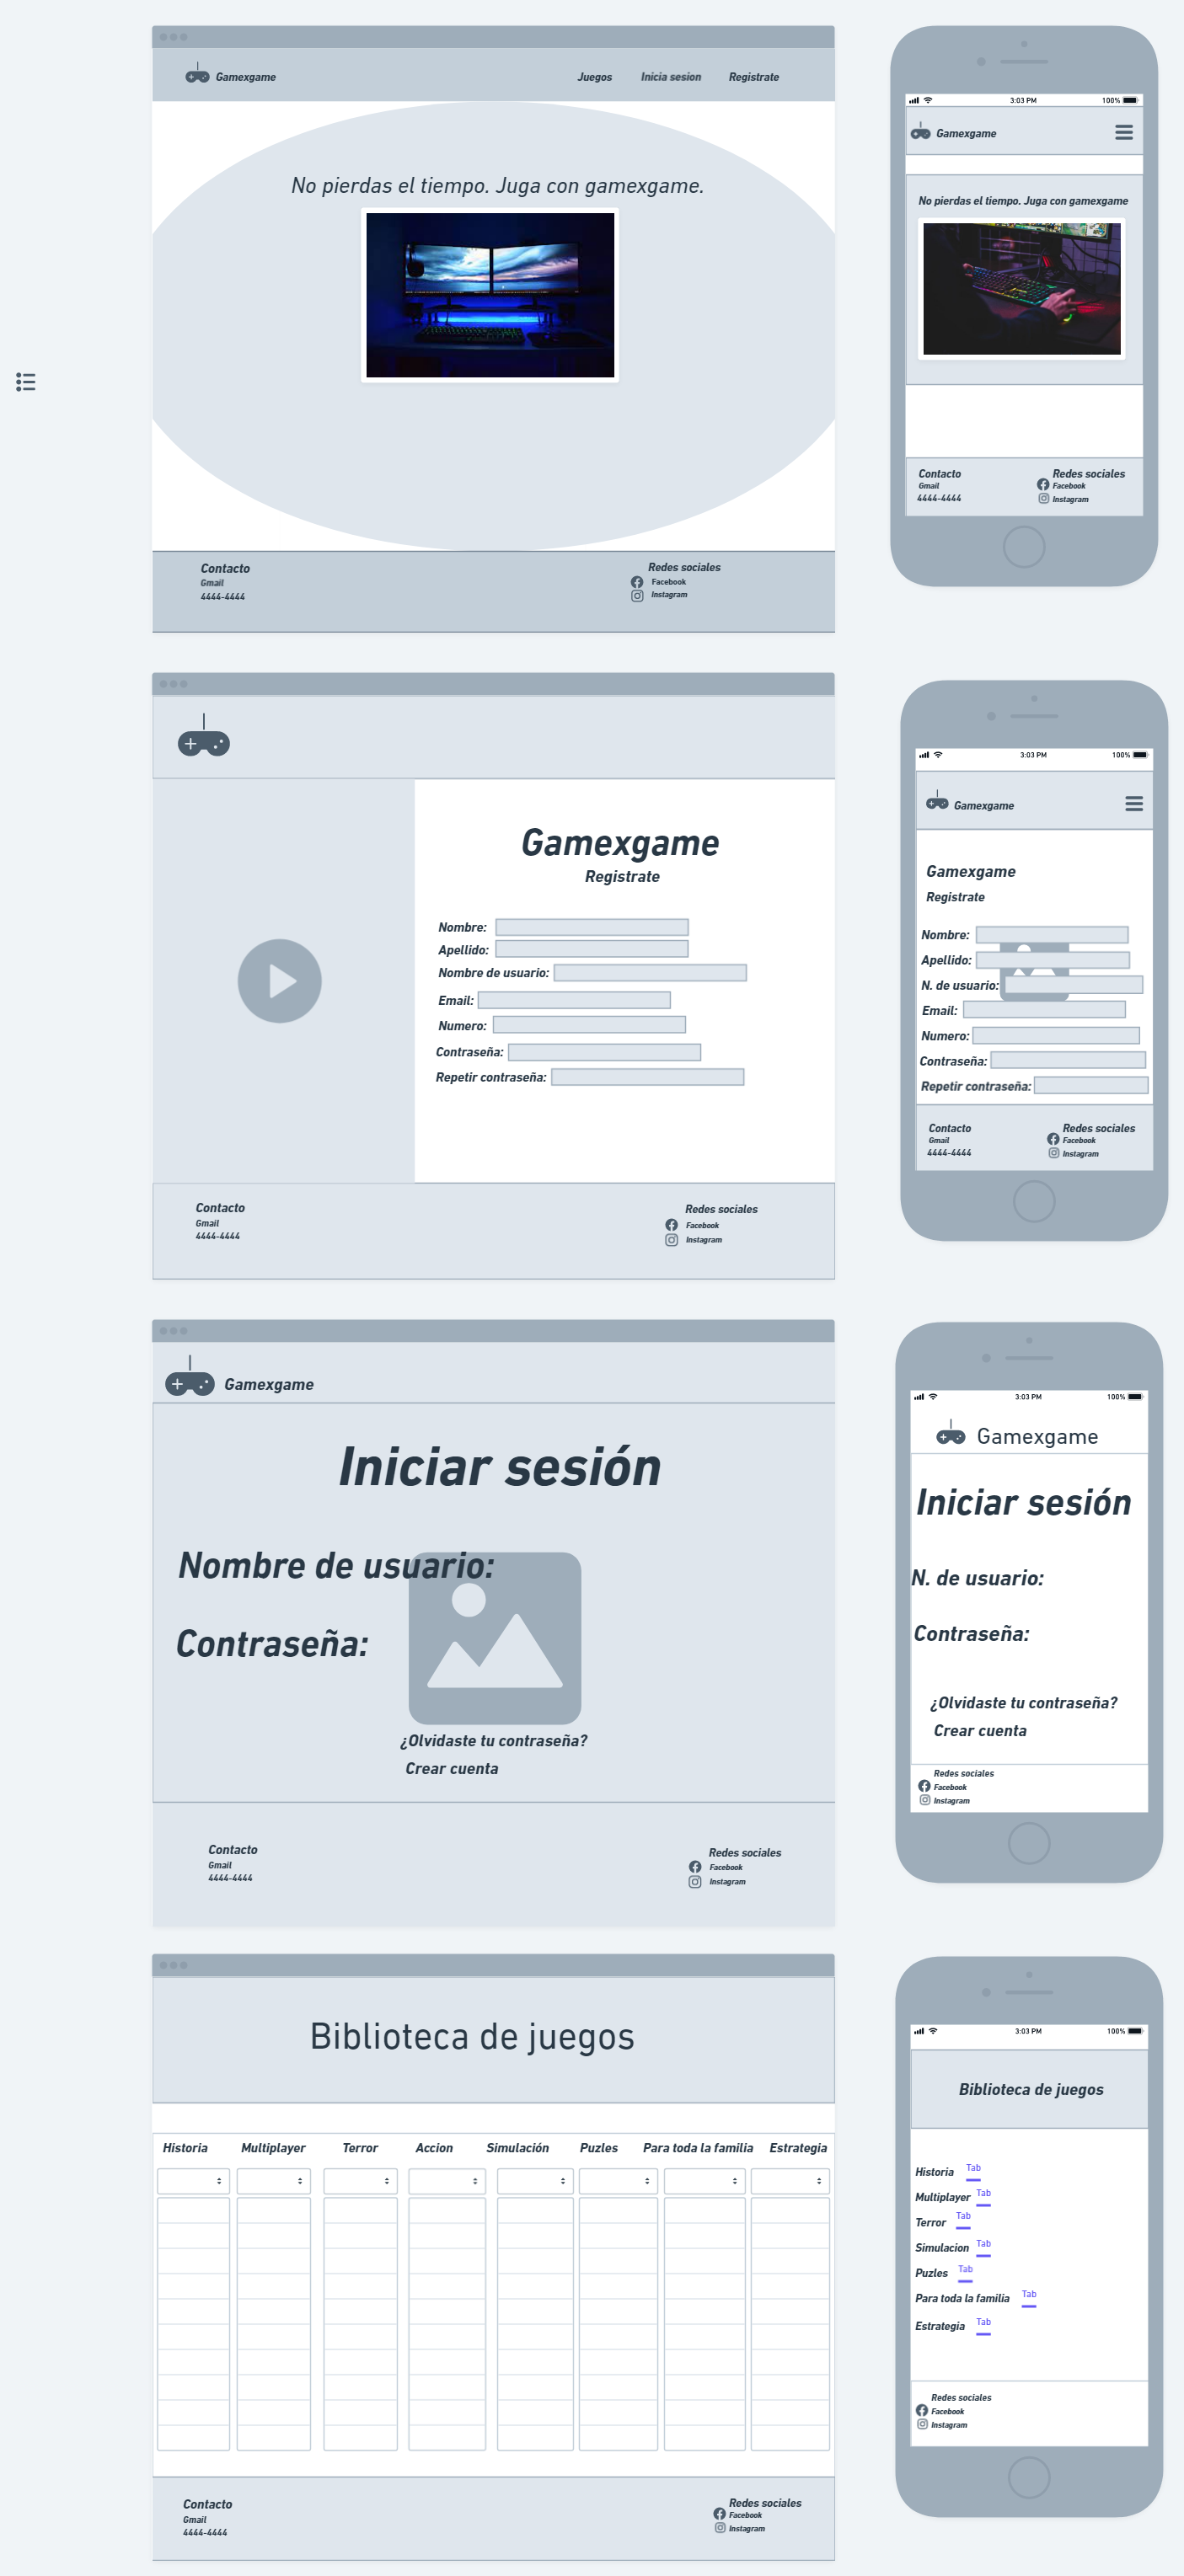 Gamexgame
Juegos Inicia sesion Registrate
No pierdas el tiempo. Juga con gamexgame.
Contacto
Gmail
4444-4444
Redes sociales
Facebook
Instagram
3:03 PM 100%
Gamexgame
No pierdas el tiempo. Juga con gamexgame
Contacto
Gmail
4444-4444
Redes sociales
Facebook
Instagram
Gamexgame
Registrate
Nombre:
Apellido:
Nombre de usuario:
Email:
Numero:
Contraseña:
Repetir contraseña:
Contacto
Gmail
4444-4444
Redes sociales
Facebook
Instagram
3:03 PM 100%
Gamexgame
Gamexgame
Registrate
Nombre:
Apellido:
N. de usuario:
Email:
Numero:
Contraseña:
Repetir contraseña:
Contacto
Gmail
4444-4444
Redes sociales
Facebook
Instagram
Gamexgame
Iniciar sesión
Nombre de usuario:
Contraseña:
¿Olvidaste tu contraseña?
Crear cuenta
Contacto
Gmail
4444-4444
Redes sociales
Facebook
Instagram
3:03 PM 100%
Gamexgame
Iniciar sesión
N. de usuario:
Contraseña:
¿Olvidaste tu contraseña?
Crear cuenta
Redes sociales
Facebook
Instagram
Biblioteca de juegos
Historia Multiplayer Terror Accion Simulación Puzles Para toda la familia Estrategia
Contacto
Gmail
4444-4444
Redes sociales
Facebook
Instagram
3:03 PM 100%
Biblioteca de juegos
Historia Tab
Multiplayer Tab
Terror Tab
Simulacion Tab
Puzles Tab
Para toda la familia Tab
Estrategia Tab
Redes sociales
Facebook
Instagram